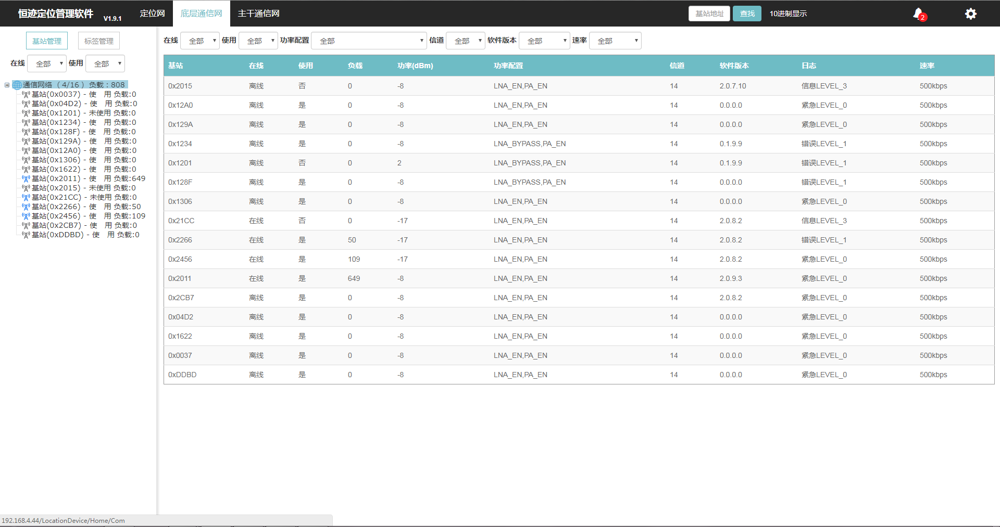 恒迹定位管理软件 V1.9.1 定位网 底层通信网 主干通信网 基站地址 查找 10进制显示 2
基站管理 标签管理
在线 全部 使用 全部
通信网络 （ 4/16 ） 负载 : 808
基站(0x0037) - 使 用 负载:0
基站(0x04D2) - 使 用 负载:0
基站(0x1201) - 未使用 负载:0
基站(0x1234) - 使 用 负载:0
基站(0x128F) - 使 用 负载:0
基站(0x129A) - 使 用 负载:0
基站(0x12A0) - 使 用 负载:0
基站(0x1306) - 使 用 负载:0
基站(0x1622) - 使 用 负载:0
基站(0x2011) - 使 用 负载:649
基站(0x2015) - 未使用 负载:0
基站(0x21CC) - 未使用 负载:0
基站(0x2266) - 使 用 负载:50
基站(0x2456) - 使 用 负载:109
基站(0x2CB7) - 使 用 负载:0
基站(0xDDBD) - 使 用 负载:0
在线 全部 使用 全部 功率配置 全部 信道 全部 软件版本 全部 速率 全部
基站 在线 使用 负载 功率(dBm) 功率配置 信道 软件版本 日志 速率
0x2015 离线 否 0 -8 LNA_EN,PA_EN 14 2.0.7.10 信息LEVEL_3 500kbps
0x12A0 离线 是 0 -8 LNA_EN,PA_EN 14 0.0.0.0 紧急LEVEL_0 500kbps
0x129A 离线 是 0 -8 LNA_EN,PA_EN 14 0.0.0.0 紧急LEVEL_0 500kbps
0x1234 离线 是 0 -8 LNA_BYPASS,PA_EN 14 0.1.9.9 错误LEVEL_1 500kbps
0x1201 离线 否 0 2 LNA_BYPASS,PA_EN 14 0.1.9.9 错误LEVEL_1 500kbps
0x128F 离线 是 0 -8 LNA_BYPASS,PA_EN 14 0.0.0.0 错误LEVEL_1 500kbps
0x1306 离线 是 0 -8 LNA_EN,PA_EN 14 0.0.0.0 紧急LEVEL_0 500kbps
0x21CC 在线 否 0 -17 LNA_EN,PA_EN 14 2.0.8.2 信息LEVEL_3 500kbps
0x2266 在线 是 50 -17 LNA_EN,PA_EN 14 2.0.8.2 错误LEVEL_1 500kbps
0x2456 在线 是 109 -17 LNA_EN,PA_EN 14 2.0.8.2 紧急LEVEL_0 500kbps
0x2011 在线 是 649 -8 LNA_EN,PA_EN 14 2.0.9.3 紧急LEVEL_0 500kbps
0x2CB7 离线 是 0 -8 LNA_EN,PA_EN 14 2.0.8.2 紧急LEVEL_0 500kbps
0x04D2 离线 是 0 -8 LNA_EN,PA_EN 14 0.0.0.0 紧急LEVEL_0 500kbps
0x1622 离线 是 0 -8 LNA_EN,PA_EN 14 0.0.0.0 紧急LEVEL_0 500kbps
0x0037 离线 是 0 -8 LNA_EN,PA_EN 14 0.0.0.0 紧急LEVEL_0 500kbps
0xDDBD 离线 是 0 -8 LNA_EN,PA_EN 14 0.0.0.0 紧急LEVEL_0 500kbps
192.168.4.44/LocationDevice/Home/Com